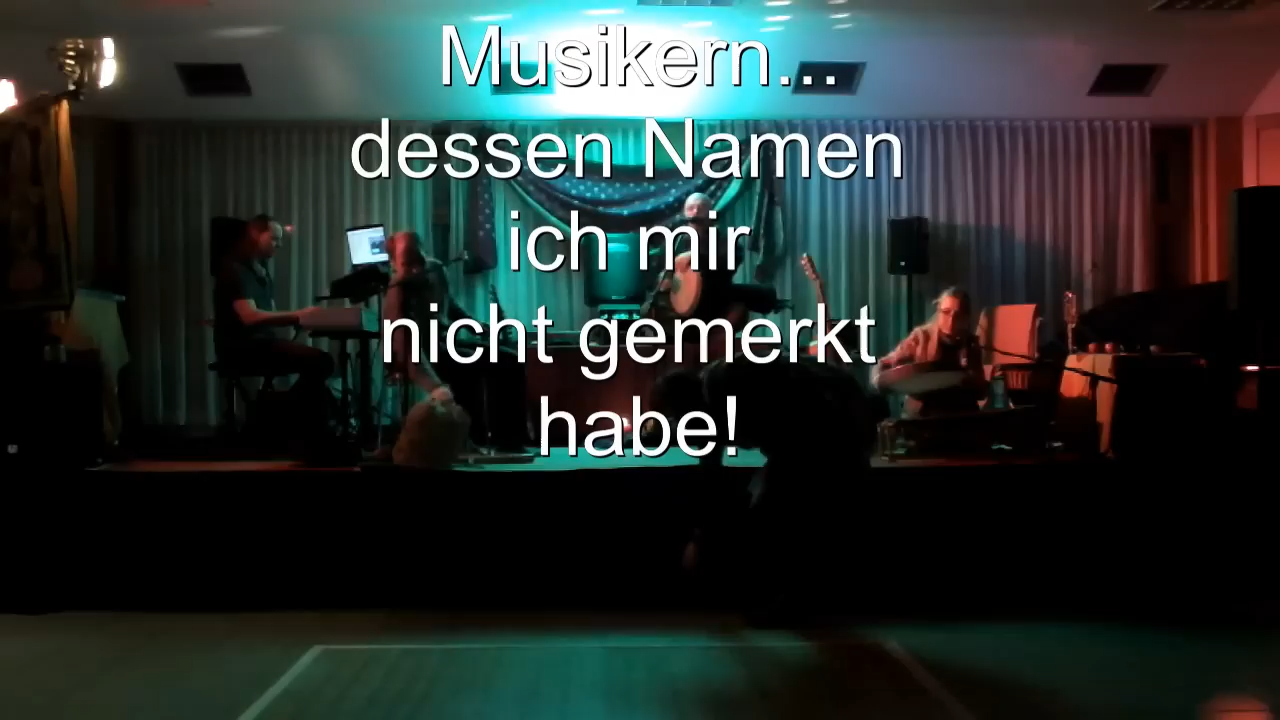 Musikern...
dessen Namen
ich mir
nicht gemerkt
habe!